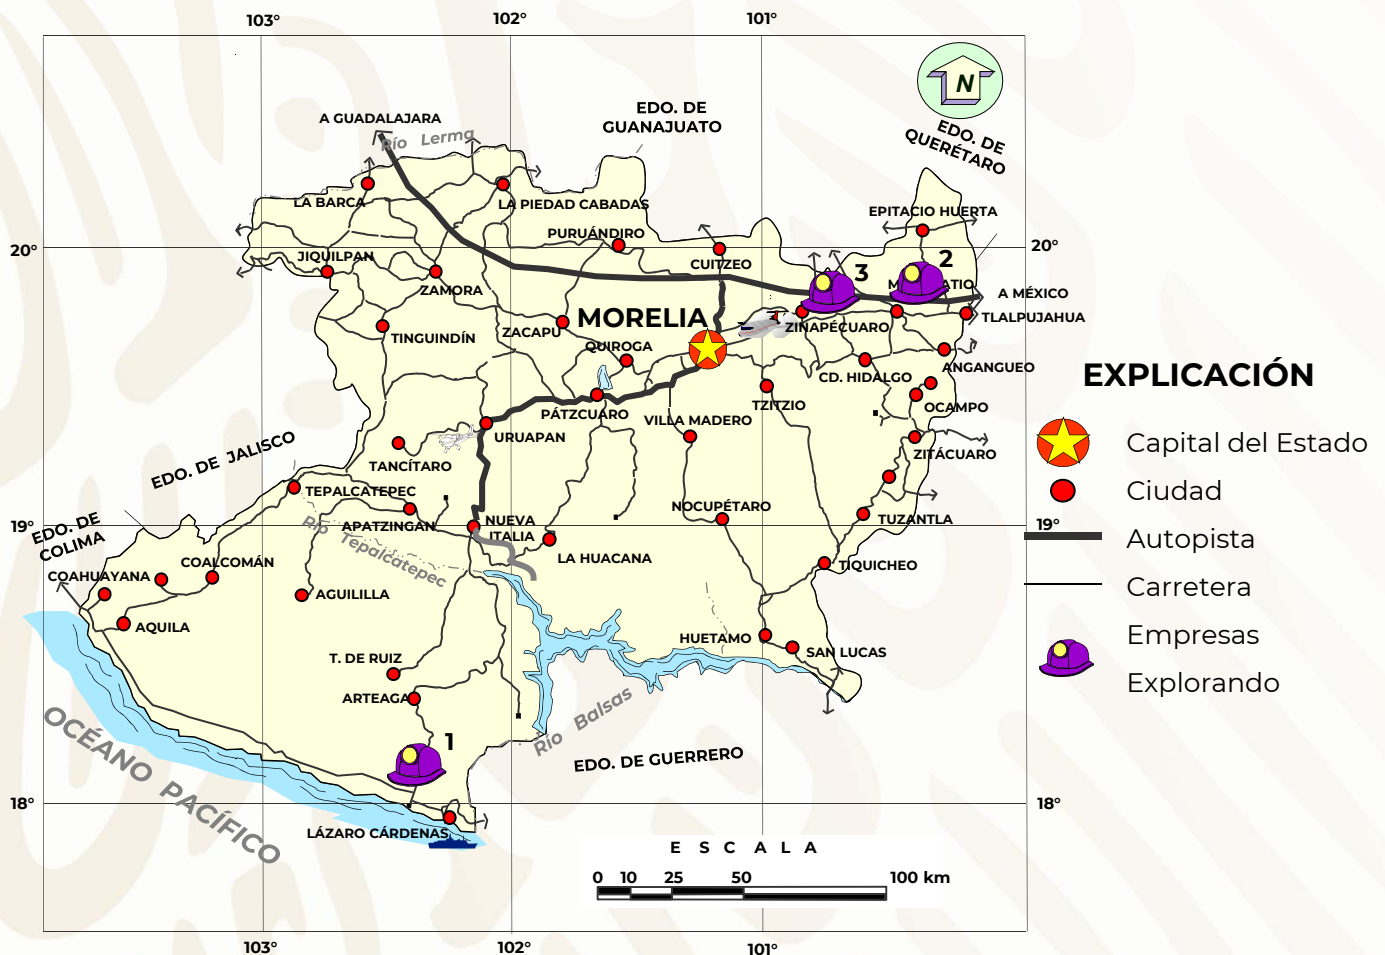 103°
102°
101°
N
EDO. DE
QUERÉTARO
EDO. DE
GUANAJUATO
A GUADALAJARA
Río Lerma
LA BARCA
LA PIEDAD CABADAS
EPITACIO HUERTA
PURUÁNDIRO
20°
20°
JIQUILPAN
CUITZEO
ZAMORA
3
2
A MÉXICO
TLALPUJAHUA
MORELIA
ZINAPÉCUARO
TINGUINDÍN
ZACAPU
QUIROGA
ANGANGUEO
CD. HIDALGO
EXPLICACIÓN
TZITZIO
OCAMPO
PÁTZCUARO
VILLA MADERO
URUAPAN
Capital del Estado
EDO. DE JALISCO
TANCÍTARO
ZITÁCUARO
TEPALCATEPEC
Ciudad
NOCUPÉTARO
TUZANTLA
APATZINGÁN
NUEVA
ITALIA
19°
19°
EDO. DE
COLIMA
Río Tepalcatepec
Autopista
LA HUACANA
TIQUICHEO
COALCOMÁN
COAHUAYANA
Carretera
AGUILILLA
AQUILA
HUETAMO
SAN LUCAS
Empresas
Explorando
T. DE RUIZ
ARTEAGA
Río Balsas
OCÉANO PACÍFICO
1
EDO. DE GUERRERO
18°
18°
LÁZARO CÁRDENAS
E S C A L A
0 10 25 50 100 km
103°
102°
101°